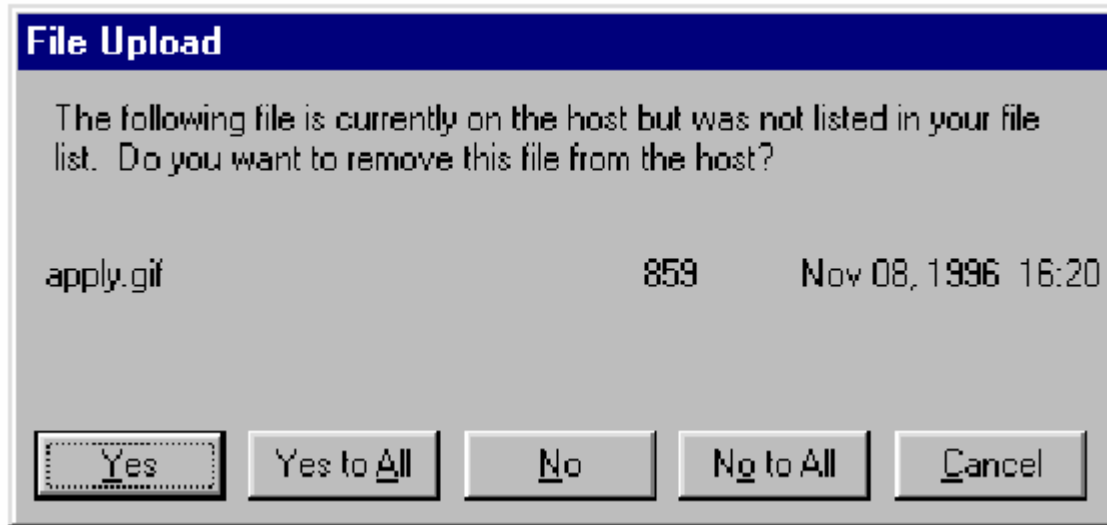 File Upload
The following file is currently on the host but was not listed in your file
list. Do you want to remove this file from the host?
apply.gif 859 Nov 08, 1996 16:20
Yes Yes to All No No to All Cancel